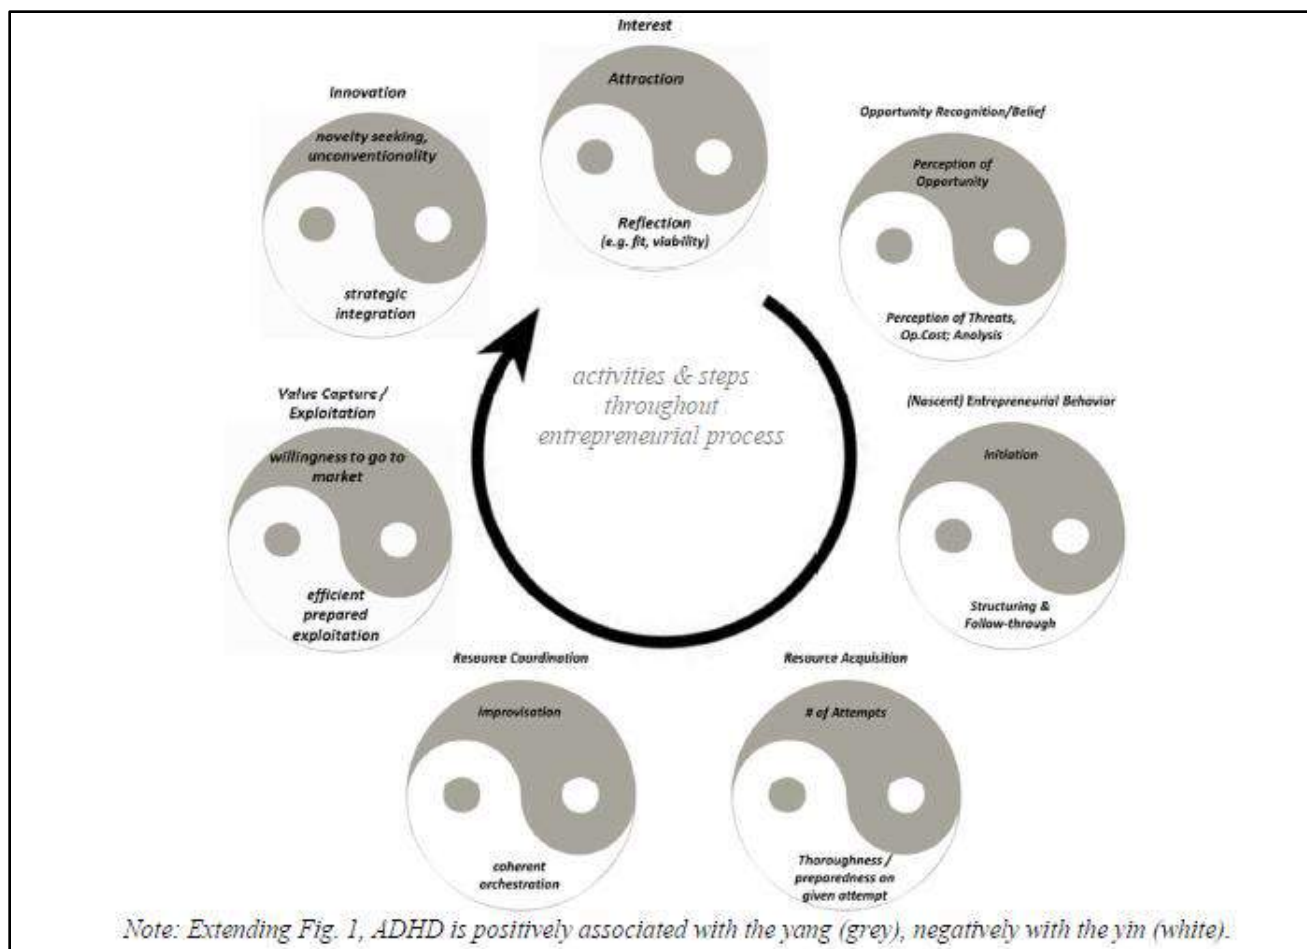 Interest
Attraction
Reflection
(e.g. fit, viability)
Opportunity Recognition/Belief
Perception of
Opportunity
Perception of Threats,
Op.Cost; Analysis
(Nascent) Entrepreneurial Behavior
Initiation
Structuring &
Follow-through
Resource Acquisition
# of Attempts
Thoroughness /
preparedness on
given attempt
Resource Coordination
improvisation
coherent
orchestration
Value Capture /
Exploitation
willingness to go to
market
efficient
prepared
exploitation
Innovation
novelty seeking,
unconventionality
strategic
integration
activities & steps
throughout
entrepreneurial process
Note: Extending Fig. 1, ADHD is positively associated with the yang (grey), negatively with the yin (white).